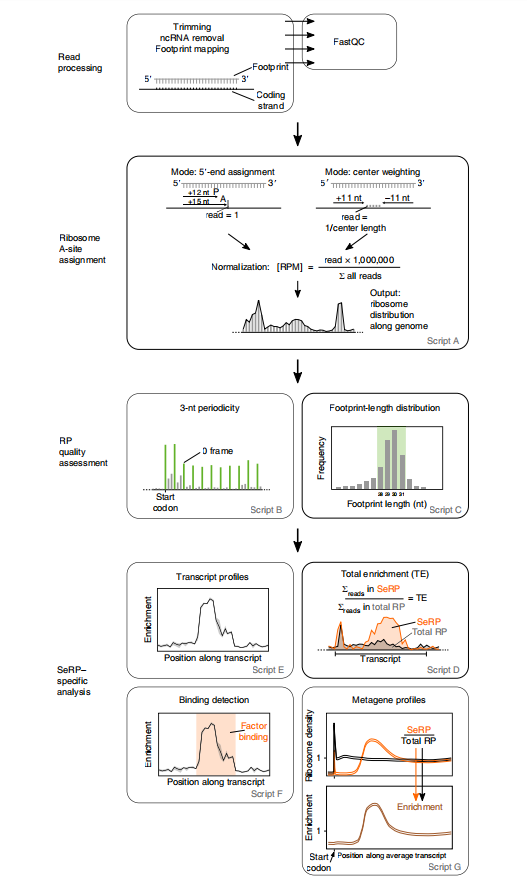 Read
processing
Trimming
ncRNA removal
Footprint mapping
FastQC
Footprint
5′ 3′
Coding
strand
Ribosome
A-site
assignment
Mode: 5′-end assignment
5′ 3′
+12 nt P
+15 nt A
read = 1
Mode: center weighting
5′ 3′
+11 nt −11 nt
read =
1/center length
Normalization: [RPM] = read × 1,000,000
Σ all reads
Output:
ribosome
distribution
along genome
Script A
RP
quality
assessment
3-nt periodicity
0 frame
Start
codon
Script B
Footprint-length distribution
Frequency
28 29 30 31
Footprint length (nt)
Script C
SeRP–
specific
analysis
Transcript profiles
Enrichment
Position along transcript
Script E
Total enrichment (TE)
Σreads in SeRP
= TE
Σreads in total RP
SeRP
Total RP
Transcript
Script D
Binding detection
Enrichment
Factor
binding
Position along transcript
Script F
Metagene profiles
Ribosome density
1
SeRP
Total RP
Enrichment
Enrichment
1
Start
codon
Position along average transcript
Script G